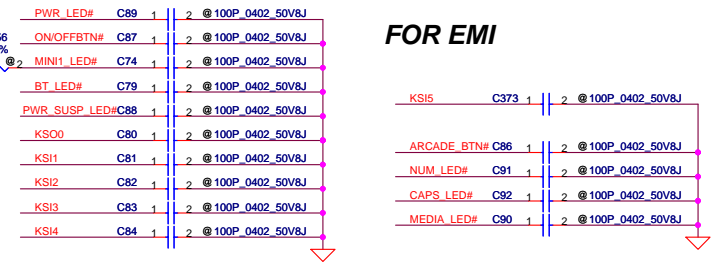 PWR_LED# C89 1 2 @100P_0402_50V8J
ON/OFFBTN# C87 1 2 @100P_0402_50V8J
56
%
@ 2
MINI1_LED# C74 1 2 @100P_0402_50V8J
BT_LED# C79 1 2 @100P_0402_50V8J
PWR_SUSP_LED# C88 1 2 @100P_0402_50V8J
KSO0 C80 1 2 @100P_0402_50V8J
KSI1 C81 1 2 @100P_0402_50V8J
KSI2 C82 1 2 @100P_0402_50V8J
KSI3 C83 1 2 @100P_0402_50V8J
KSI4 C84 1 2 @100P_0402_50V8J
FOR EMI
KSI5 C373 1 2 @100P_0402_50V8J
ARCADE_BTN# C86 1 2 @100P_0402_50V8J
NUM_LED# C91 1 2 @100P_0402_50V8J
CAPS_LED# C92 1 2 @100P_0402_50V8J
MEDIA_LED# C90 1 2 @100P_0402_50V8J